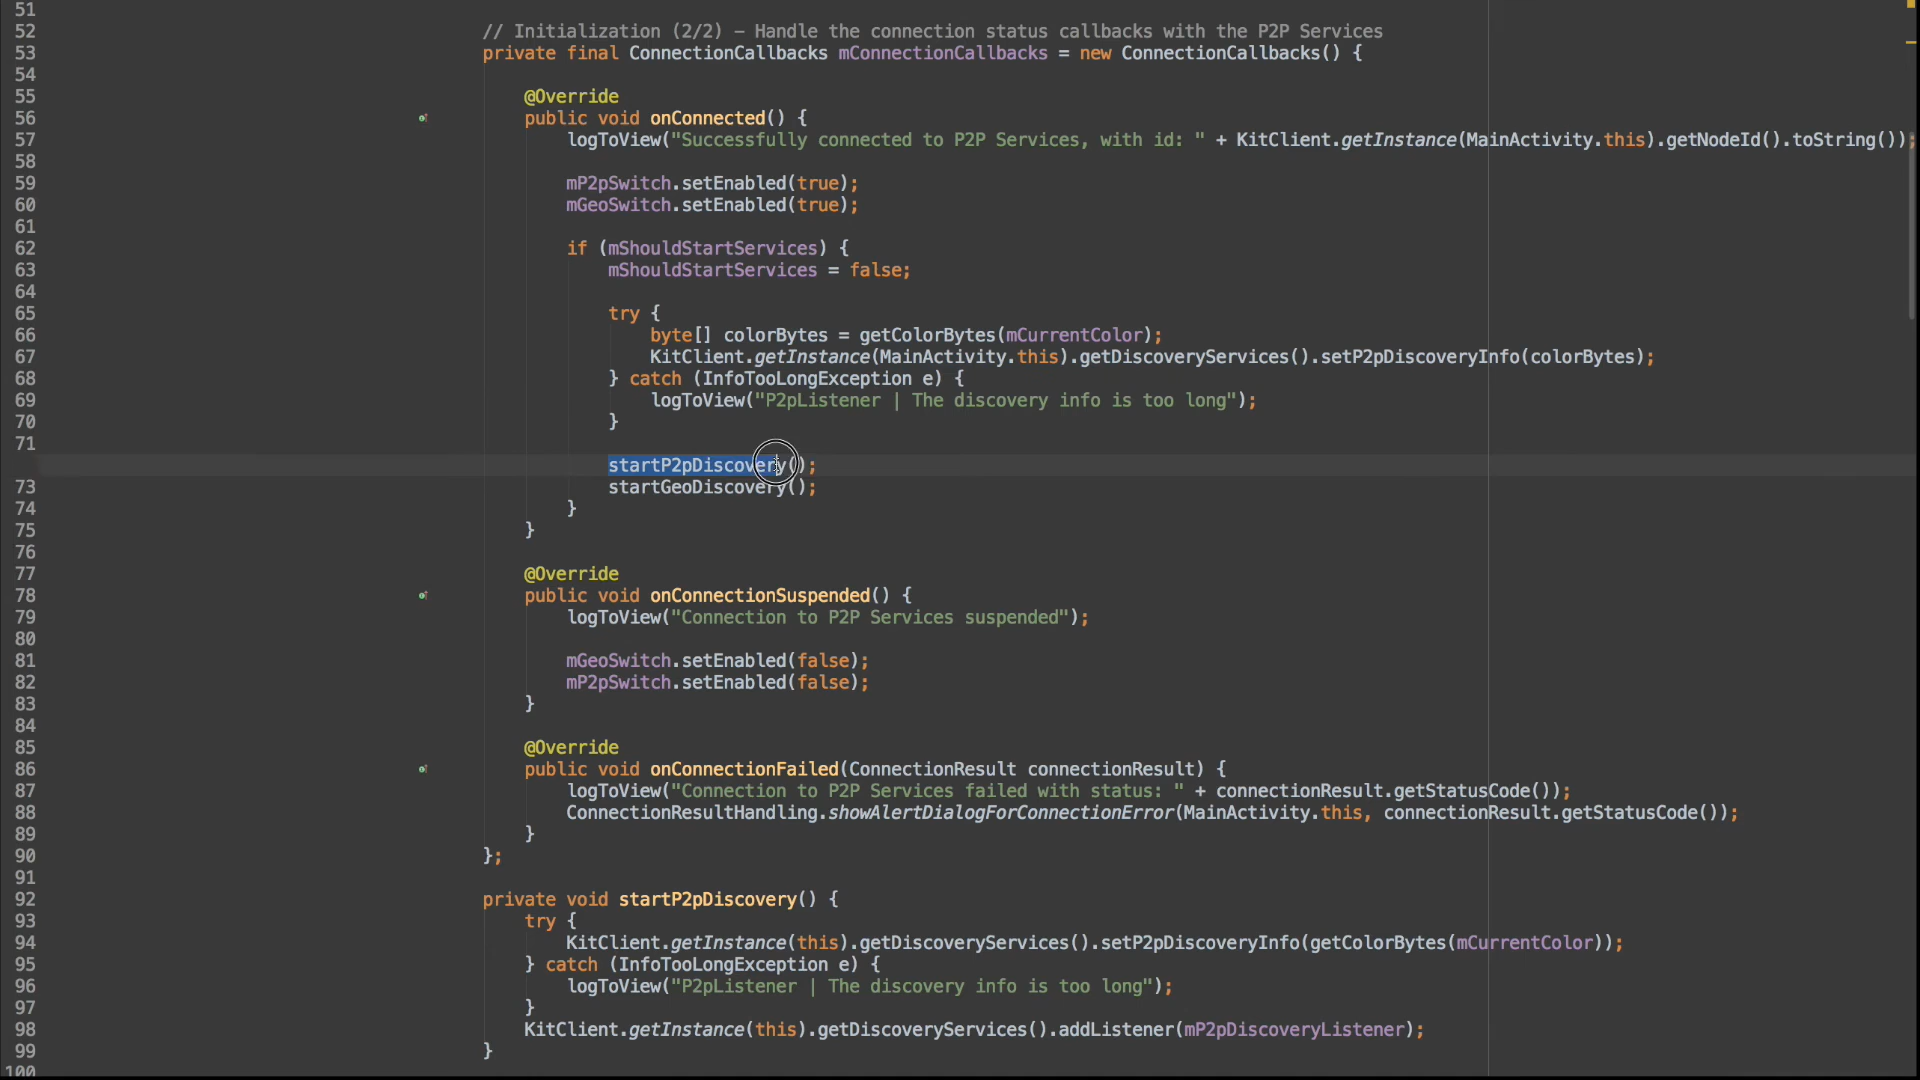 51
52 // Initialization (2/2) – Handle the connection status callbacks with the P2P Services
53 private final ConnectionCallbacks mConnectionCallbacks = new ConnectionCallbacks() {
54
55 @Override
56 public void onConnected() {
57 logToView("Successfully connected to P2P Services, with id: " + KitClient.getInstance(MainActivity.this).getNodeId().toString());
58
59 mP2pSwitch.setEnabled(true);
60 mGeoSwitch.setEnabled(true);
61
62 if (mShouldStartServices) {
63 mShouldStartServices = false;
64
65 try {
66 byte[] colorBytes = getColorBytes(mCurrentColor);
67 KitClient.getInstance(MainActivity.this).getDiscoveryServices().setP2pDiscoveryInfo(colorBytes);
68 } catch (InfoTooLongException e) {
69 logToView("P2pListener | The discovery info is too long");
70 }
71
startP2pDiscovery();
73 startGeoDiscovery();
74 }
75 }
76
77 @Override
78 public void onConnectionSuspended() {
79 logToView("Connection to P2P Services suspended");
80
81 mGeoSwitch.setEnabled(false);
82 mP2pSwitch.setEnabled(false);
83 }
84
85 @Override
86 public void onConnectionFailed(ConnectionResult connectionResult) {
87 logToView("Connection to P2P Services failed with status: " + connectionResult.getStatusCode());
88 ConnectionResultHandling.showAlertDialogForConnectionError(MainActivity.this, connectionResult.getStatusCode());
89 }
90 };
91
92 private void startP2pDiscovery() {
93 try {
94 KitClient.getInstance(this).getDiscoveryServices().setP2pDiscoveryInfo(getColorBytes(mCurrentColor));
95 } catch (InfoTooLongException e) {
96 logToView("P2pListener | The discovery info is too long");
97 }
98 KitClient.getInstance(this).getDiscoveryServices().addListener(mP2pDiscoveryListener);
99 }
100